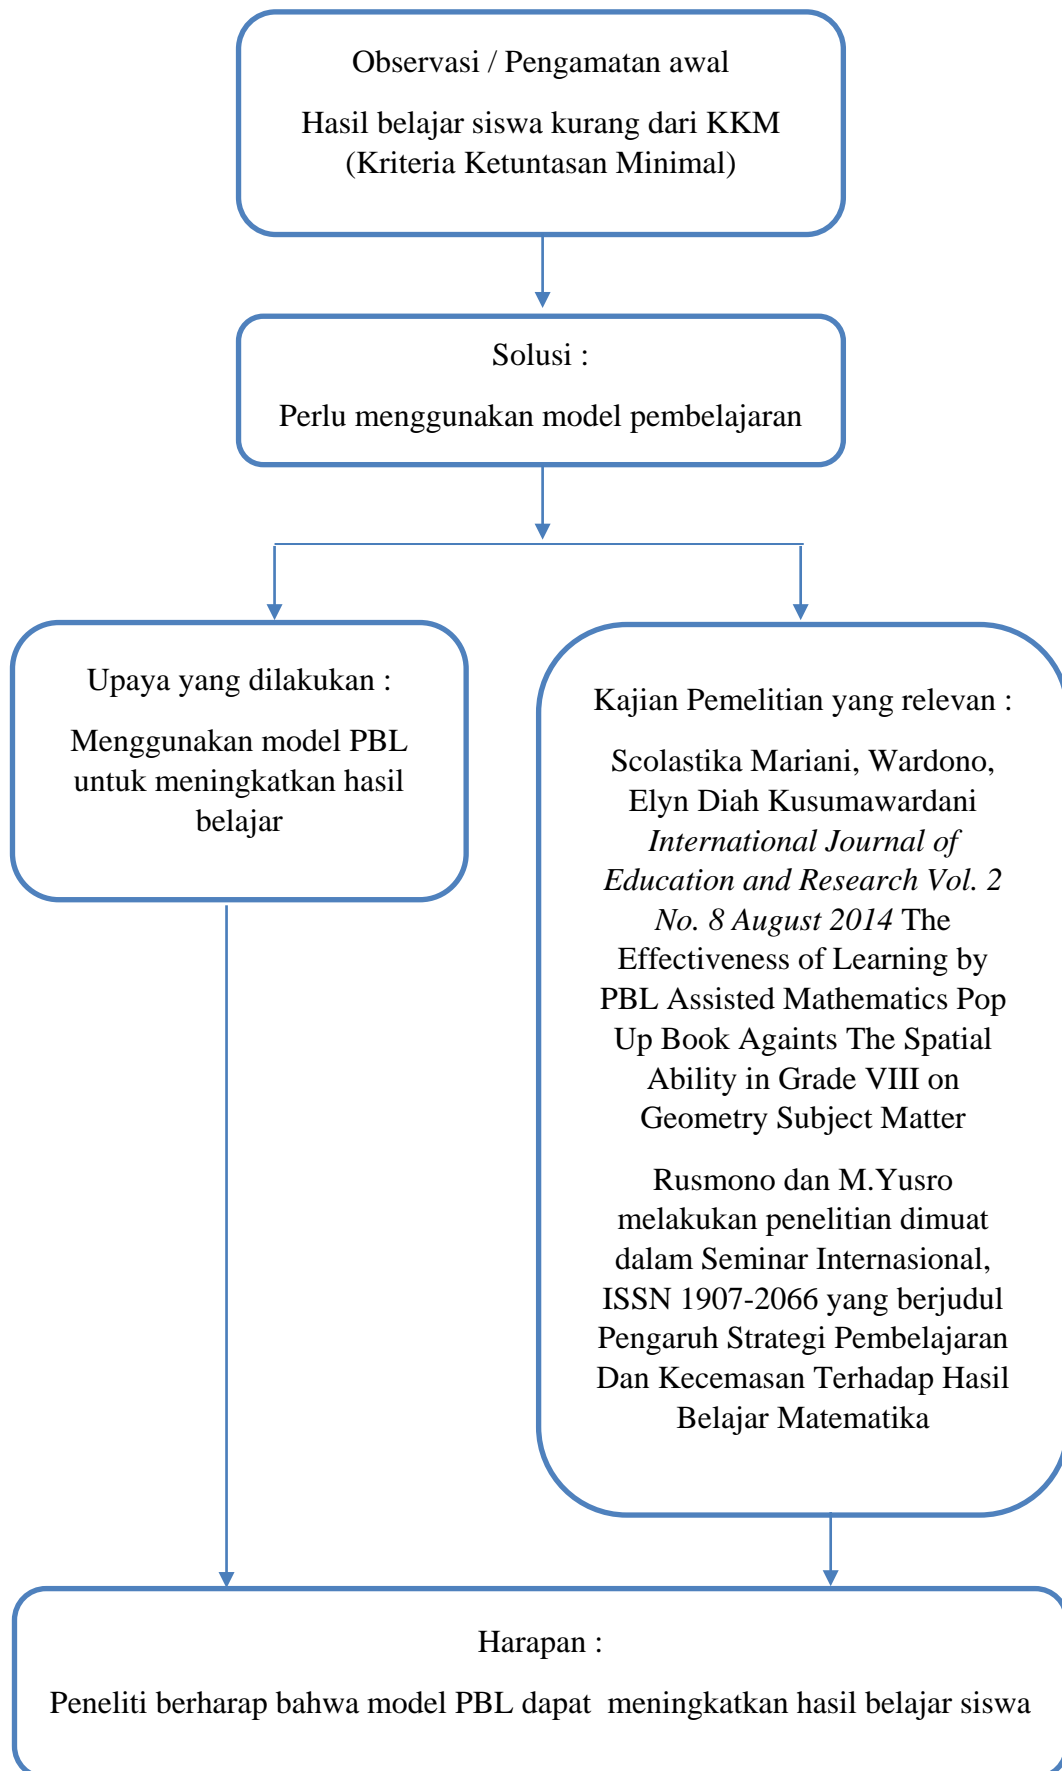 Observasi / Pengamatan awal
Hasil belajar siswa kurang dari KKM
(Kriteria Ketuntasan Minimal)
Solusi :
Perlu menggunakan model pembelajaran
Upaya yang dilakukan :
Menggunakan model PBL
untuk meningkatkan hasil
belajar
Kajian Pemelitian yang relevan :
Scolastika Mariani, Wardono,
Elyn Diah Kusumawardani
International Journal of
Education and Research Vol. 2
No. 8 August 2014 The
Effectiveness of Learning by
PBL Assisted Mathematics Pop
Up Book Againts The Spatial
Ability in Grade VIII on
Geometry Subject Matter
Rusmono dan M.Yusro
melakukan penelitian dimuat
dalam Seminar Internasional,
ISSN 1907-2066 yang berjudul
Pengaruh Strategi Pembelajaran
Dan Kecemasan Terhadap Hasil
Belajar Matematika
Harapan :
Peneliti berharap bahwa model PBL dapat  meningkatkan hasil belajar siswa